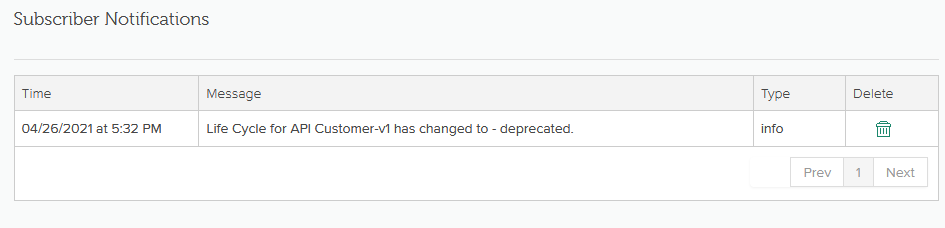 Subscriber Notifications
Time Message Type Delete
04/26/2021 at 5:32 PM Life Cycle for API Customer-v1 has changed to - deprecated. info
Prev 1 Next